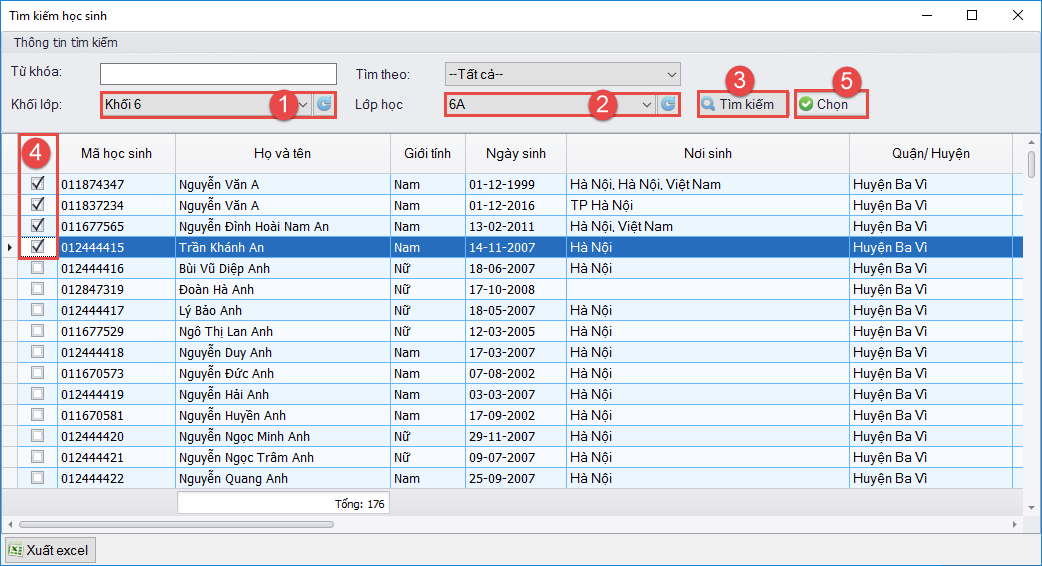 Tìm kiếm học sinh
Thông tin tìm kiếm
Từ khóa: Tìm theo: --Tất cả-- 3 5
Khối lớp: Khối 6 1 Lớp học 6A 2 Tìm kiếm Chọn
4 Mã học sinh Họ và tên Giới tính Ngày sinh Nơi sinh Quận/ Huyện
011874347 Nguyễn Văn A Nam 01-12-1999 Hà Nội, Hà Nội, Việt Nam Huyện Ba Vì
011837234 Nguyễn Văn A Nam 01-12-2016 TP Hà Nội Huyện Ba Vì
011677565 Nguyễn Đình Hoài Nam An Nam 13-02-2011 Hà Nội, Việt Nam Huyện Ba Vì
012444415 Trần Khánh An Nam 14-11-2007 Hà Nội Huyện Ba Vì
012444416 Bùi Vũ Diệp Anh Nữ 18-06-2007 Hà Nội Huyện Ba Vì
012847319 Đoàn Hà Anh Nữ 17-10-2008 Huyện Ba Vì
012444417 Lý Bảo Anh Nữ 18-05-2007 Hà Nội Huyện Ba Vì
011677529 Ngô Thị Lan Anh Nữ 12-03-2005 Hà Nội Huyện Ba Vì
012444418 Nguyễn Duy Anh Nam 17-03-2007 Hà Nội Huyện Ba Vì
011670573 Nguyễn Đức Anh Nam 07-08-2002 Hà Nội Huyện Ba Vì
012444419 Nguyễn Hải Anh Nam 03-03-2007 Hà Nội Huyện Ba Vì
011670581 Nguyễn Huyền Anh Nam 17-09-2002 Hà Nội Huyện Ba Vì
012444420 Nguyễn Ngọc Minh Anh Nữ 29-11-2007 Hà Nội Huyện Ba Vì
012444421 Nguyễn Ngọc Trâm Anh Nữ 09-07-2007 Hà Nội Huyện Ba Vì
012444422 Nguyễn Quang Anh Nam 25-09-2007 Hà Nội Huyện Ba Vì
Tổng: 176
Xuất excel